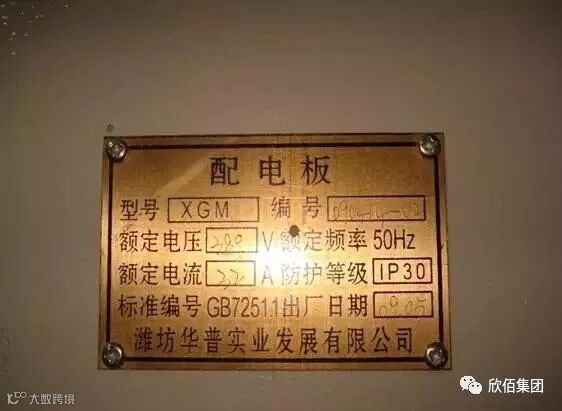 配电板
型号 XGM 编号
额定电压 V 额定频率 50Hz
额定电流 A 防护等级 IP30
标准编号 GB7251.1 出厂日期 09.05
潍坊华普实业发展有限公司
欣佰集团
大数跨境